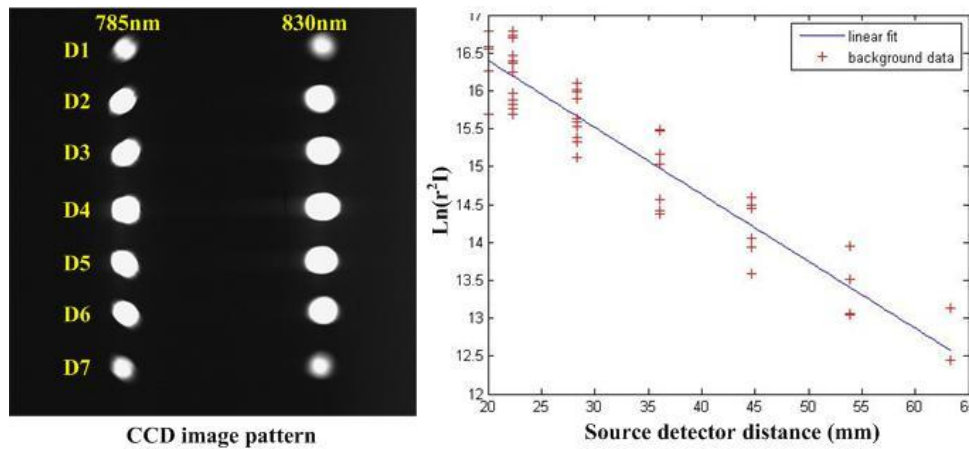 785nm 830nm
D1
D2
D3
D4
D5
D6
D7
CCD image pattern
17
16.5
16
15.5
15
14.5
14
13.5
13
12.5
12
Ln(r²I)
linear fit
background data
20 25 30 35 40 45 50 55 60 65
Source detector distance (mm)